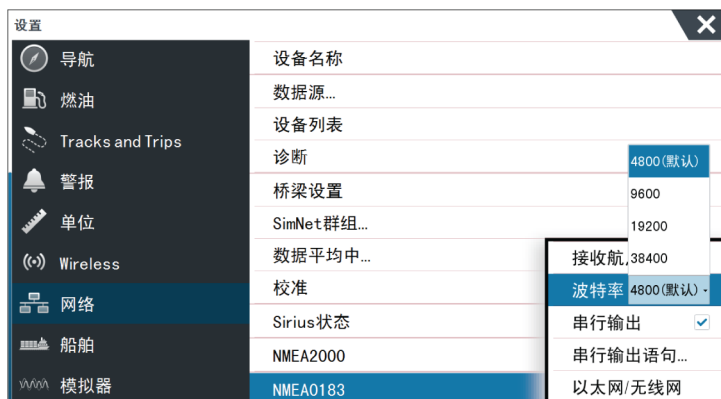 设置
导航
燃油
Tracks and Trips
警报
单位
Wireless
网络
船舶
模拟器
设备名称
数据源...
设备列表
诊断
桥梁设置
SimNet群组...
数据平均中...
校准
Sirius状态
NMEA2000
NMEA0183
4800(默认)
9600
19200
38400
接收航
波特率 4800(默认)
串行输出
串行输出语句...
以太网/无线网